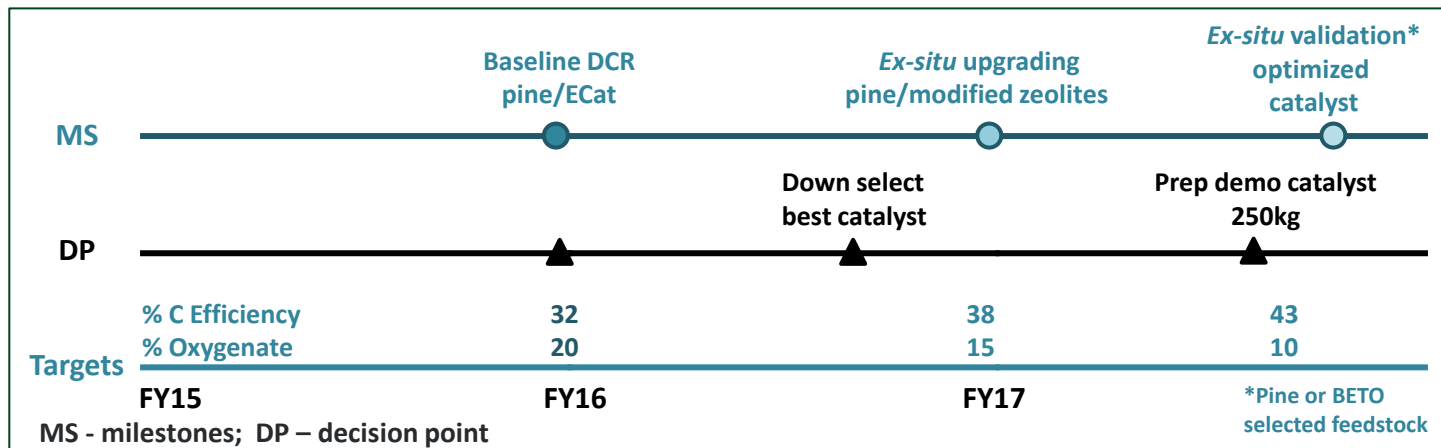 Baseline DCR
pine/ECat
Ex-situ upgrading
pine/modified zeolites
Ex-situ validation*
optimized
catalyst
MS
Down select
best catalyst
Prep demo catalyst
250kg
DP
% C Efficiency 32 38 43
% Oxygenate 20 15 10
Targets
FY15 FY16 FY17
*Pine or BETO
selected feedstock
MS - milestones; DP – decision point